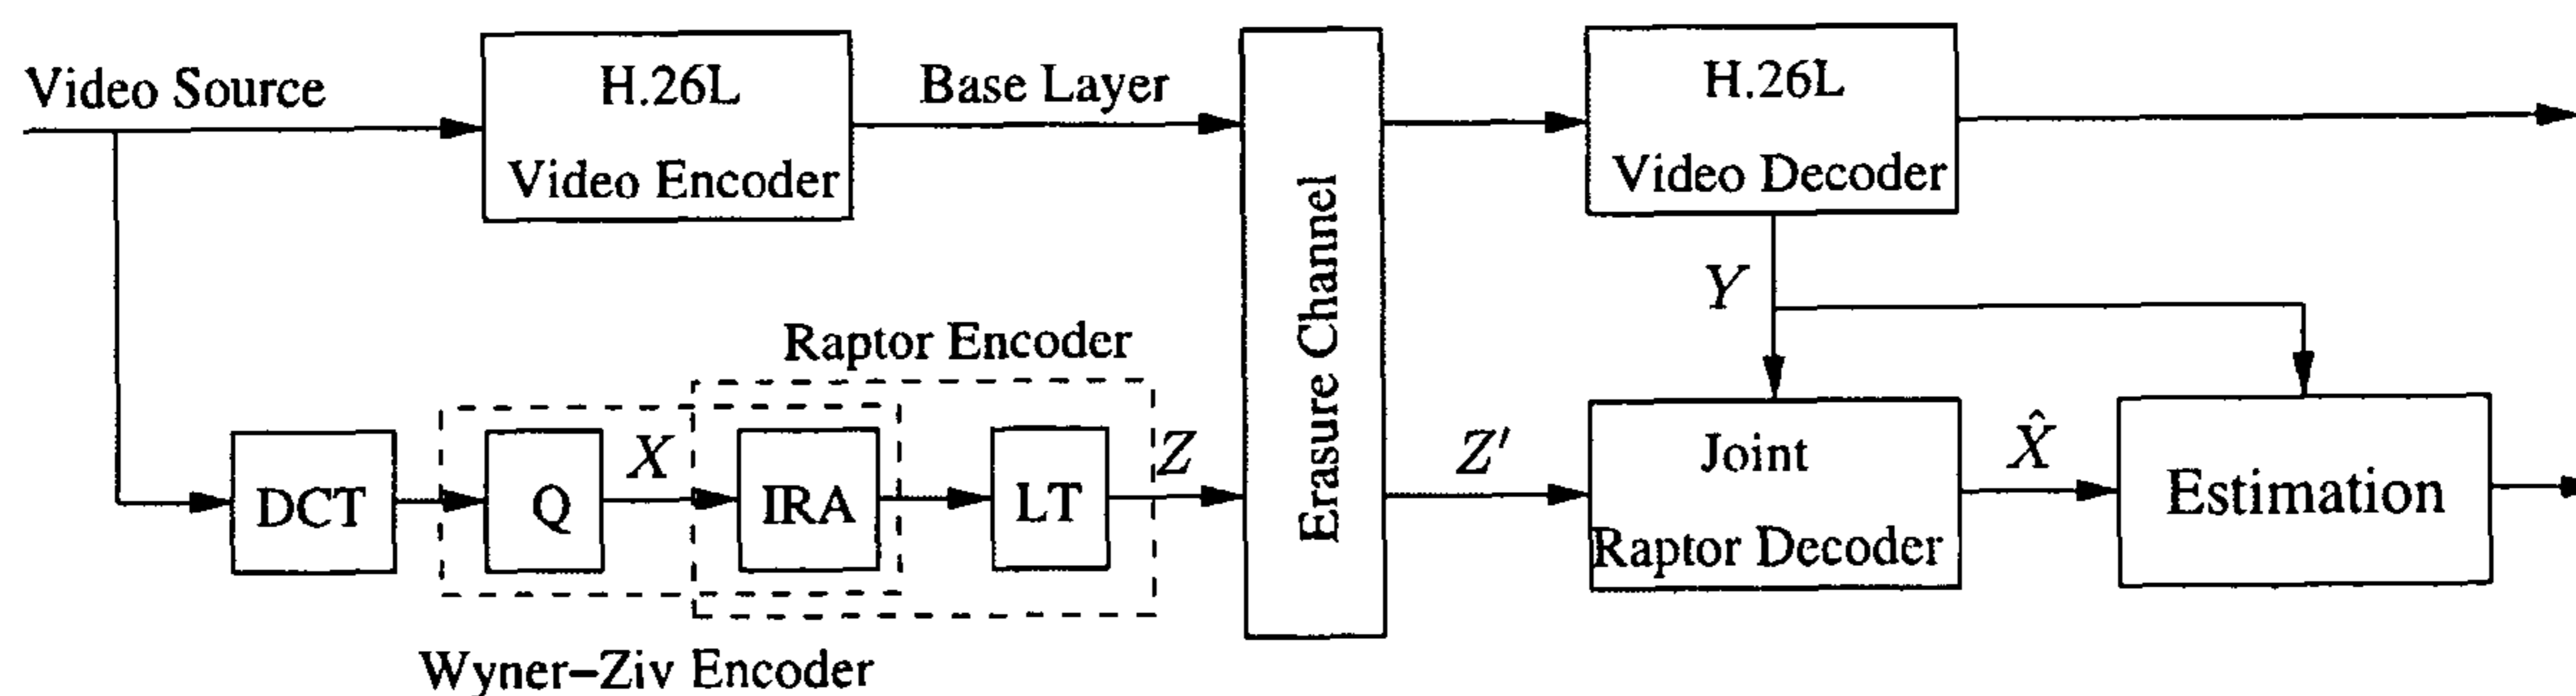 Video Source
H.26L
Video Encoder
Base Layer
Erasure Channel
H.26L
Video Decoder
Y
Raptor Encoder
DCT
Q
X
IRA
LT
Z
Z′
Joint
Raptor Decoder
X̂
Estimation
Wyner–Ziv Encoder